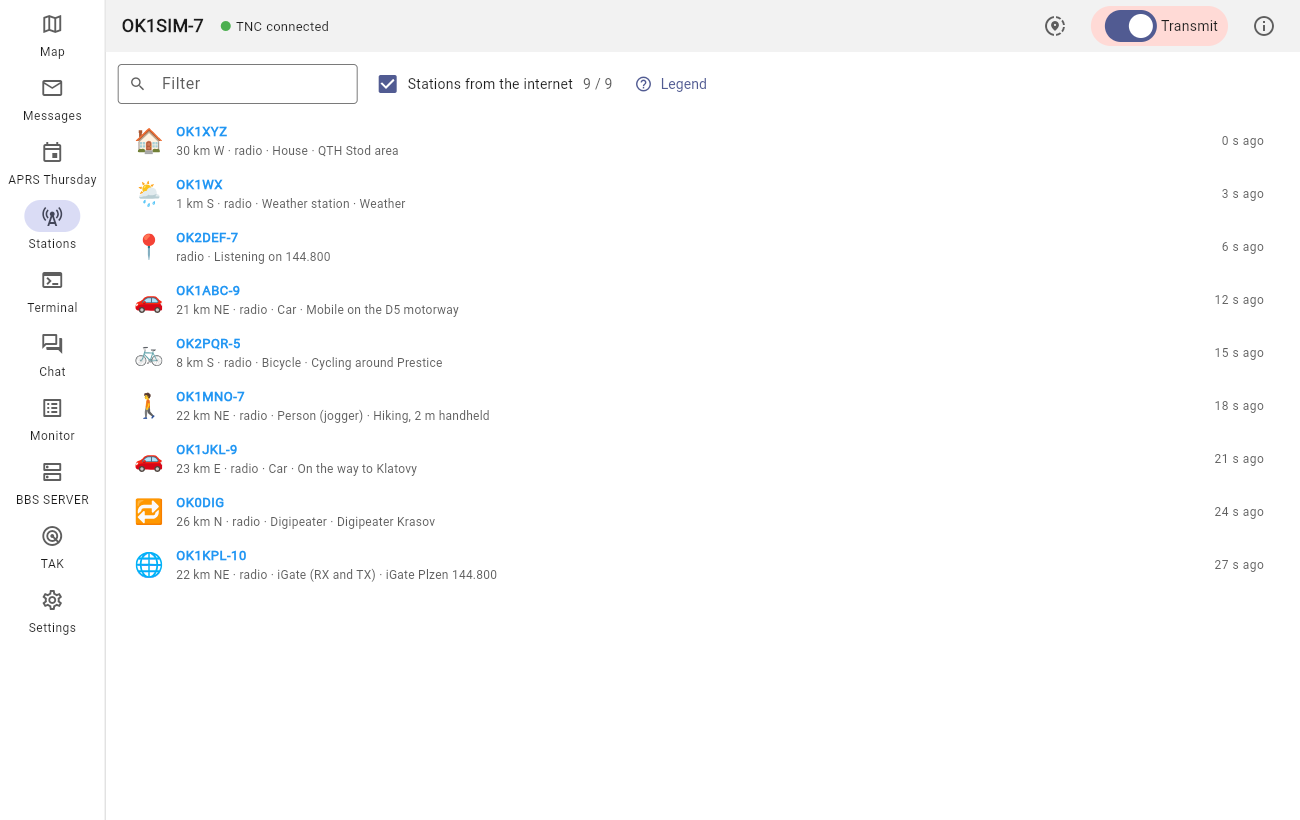 OK1SIM-7
TNC connected
Transmit
Map
Messages
APRS Thursday
Stations
Terminal
Chat
Monitor
BBS SERVER
TAK
Settings
Filter
Stations from the internet 9 / 9
Legend
OK1XYZ
30 km W · radio · House · QTH Stod area
0 s ago
OK1WX
1 km S · radio · Weather station · Weather
3 s ago
OK2DEF-7
radio · Listening on 144.800
6 s ago
OK1ABC-9
21 km NE · radio · Car · Mobile on the D5 motorway
12 s ago
OK2PQR-5
8 km S · radio · Bicycle · Cycling around Prestice
15 s ago
OK1MNO-7
22 km NE · radio · Person (jogger) · Hiking, 2 m handheld
18 s ago
OK1JKL-9
23 km E · radio · Car · On the way to Klatovy
21 s ago
OK0DIG
26 km N · radio · Digipeater · Digipeater Krasov
24 s ago
OK1KPL-10
22 km NE · radio · iGate (RX and TX) · iGate Plzen 144.800
27 s ago